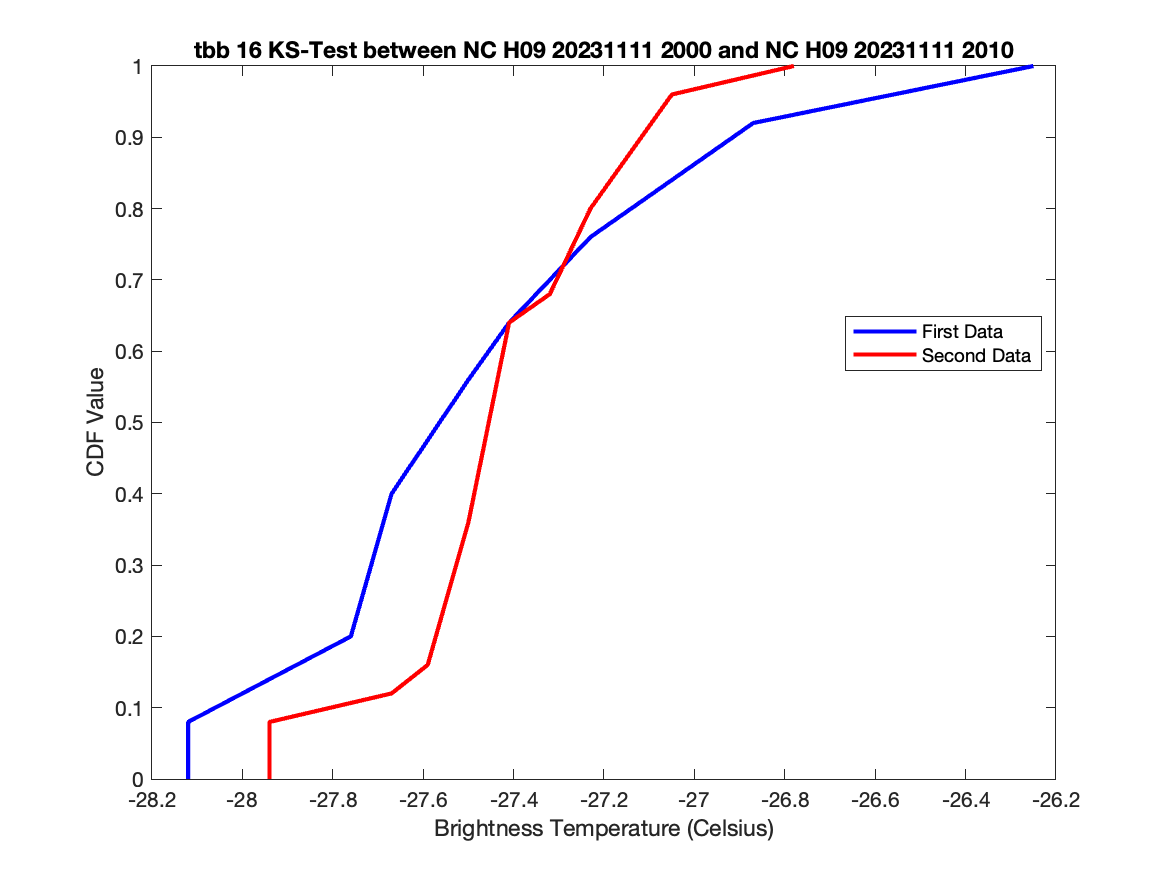 tbb 16 KS-Test between NC H09 20231111 2000 and NC H09 20231111 2010
1
0.9
0.8
0.7
0.6
0.5
0.4
0.3
0.2
0.1
0
CDF Value
First Data
Second Data
-28.2 -28 -27.8 -27.6 -27.4 -27.2 -27 -26.8 -26.6 -26.4 -26.2
Brightness Temperature (Celsius)